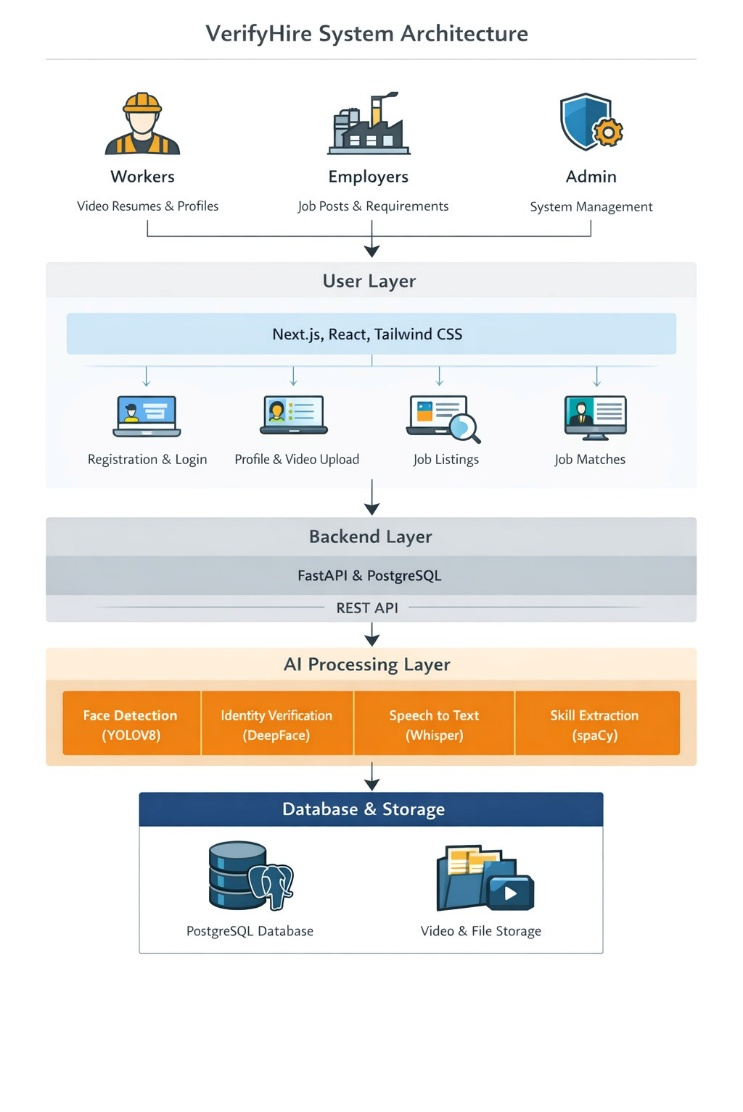 VerifyHire System Architecture
Workers
Employers
Admin
Video Resumes & Profiles
Job Posts & Requirements
System Management
User Layer
Next.js, React, Tailwind CSS
Registration & Login
Profile & Video Upload
Job Listings
Job Matches
Backend Layer
FastAPI & PostgreSQL
REST API
AI Processing Layer
Face Detection
(YOLOV8)
Identity Verification
(DeepFace)
Speech to Text
(Whisper)
Skill Extraction
(spaCy)
Database & Storage
PostgreSQL Database
Video & File Storage